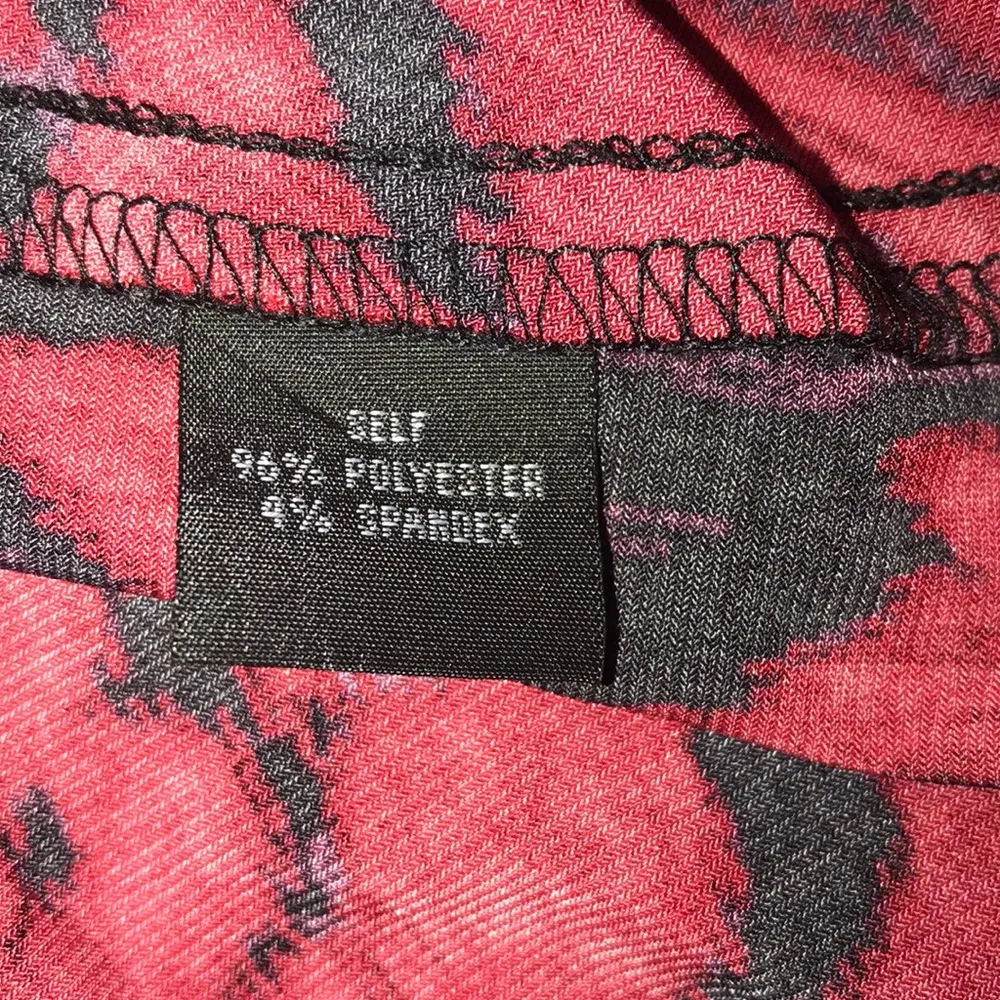 SELF
96% POLYESTER
4% SPANDEX